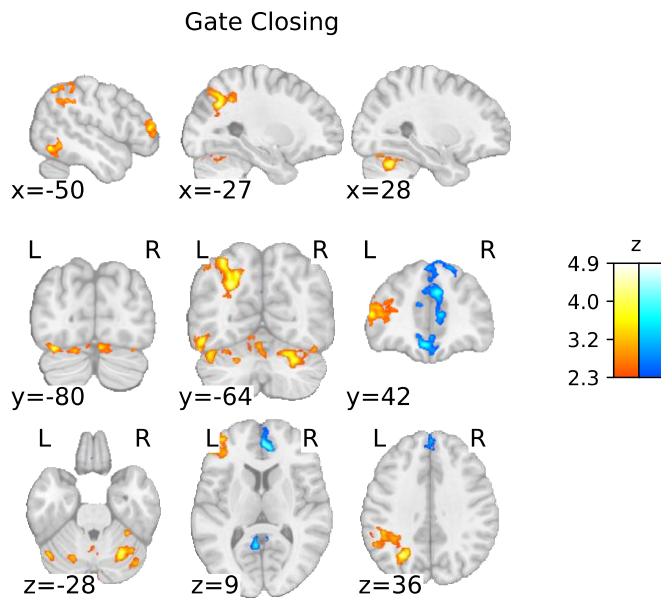 Gate Closing
x=-50
x=-27
x=28
L R
L R
L R
y=-80
y=-64
y=42
z
4.9
4.0
3.2
2.3
L R
L R
L R
z=-28
z=9
z=36